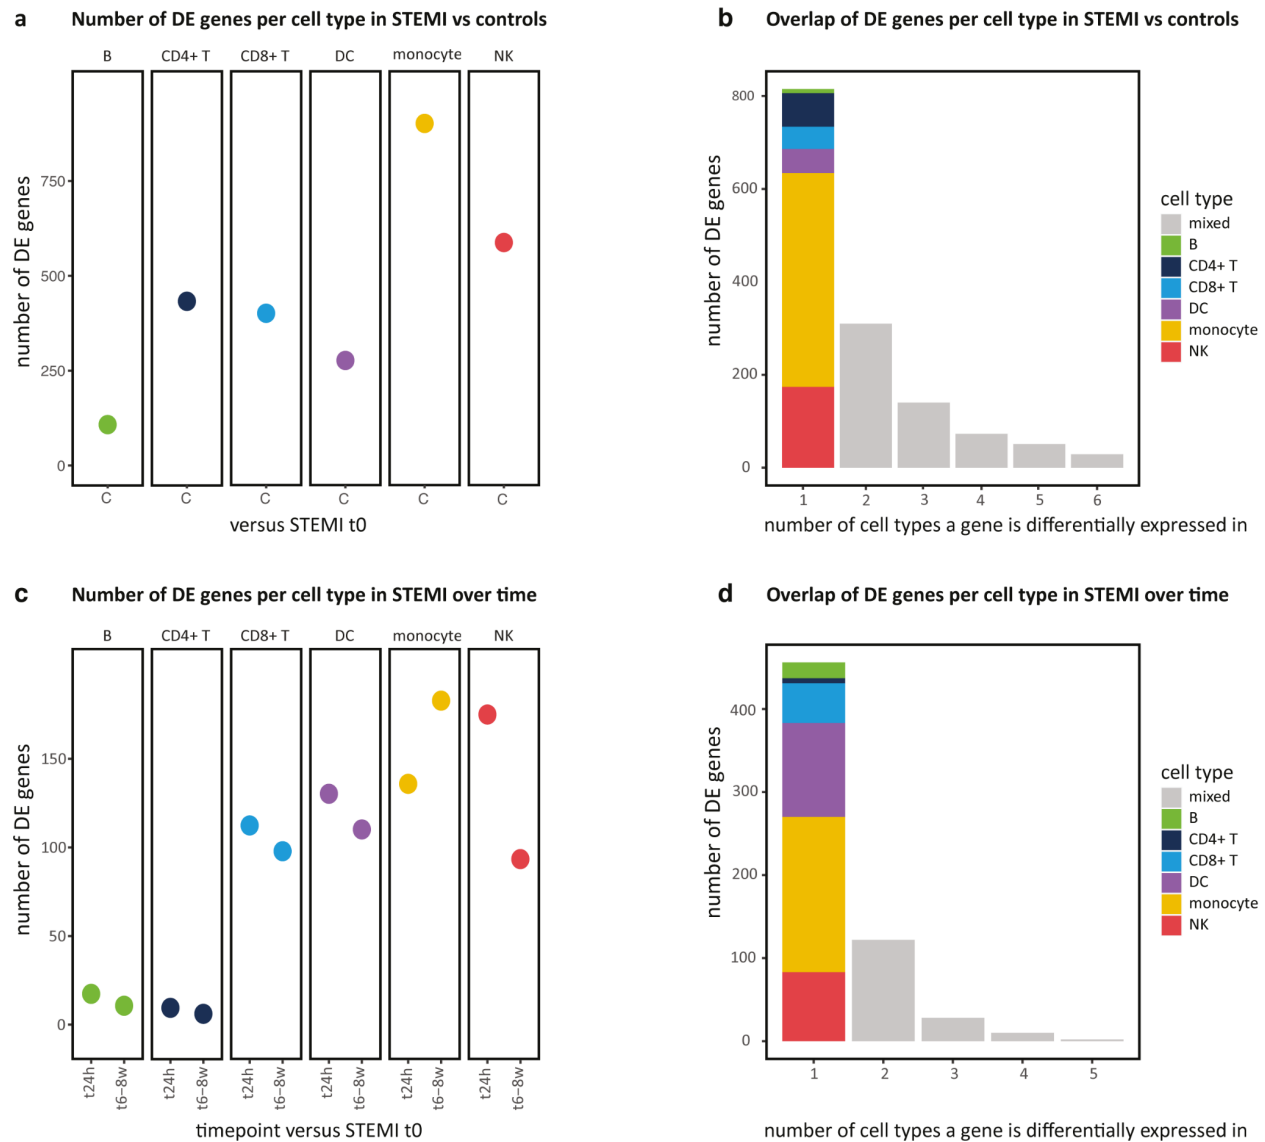 a Number of DE genes per cell type in STEMI vs controls
B CD4+ T CD8+ T DC monocyte NK
number of DE genes
750
500
250
0
C C C C C C
versus STEMI t0
b Overlap of DE genes per cell type in STEMI vs controls
number of DE genes
800
600
400
200
0
1 2 3 4 5 6
number of cell types a gene is differentially expressed in
cell type
mixed
B
CD4+ T
CD8+ T
DC
monocyte
NK
c Number of DE genes per cell type in STEMI over time
B CD4+ T CD8+ T DC monocyte NK
number of DE genes
150
100
50
0
t24h t6–8w t24h t6–8w t24h t6–8w t24h t6–8w t24h t6–8w t24h t6–8w
timepoint versus STEMI t0
d Overlap of DE genes per cell type in STEMI over time
number of DE genes
400
300
200
100
0
1 2 3 4 5
number of cell types a gene is differentially expressed in
cell type
mixed
B
CD4+ T
CD8+ T
DC
monocyte
NK